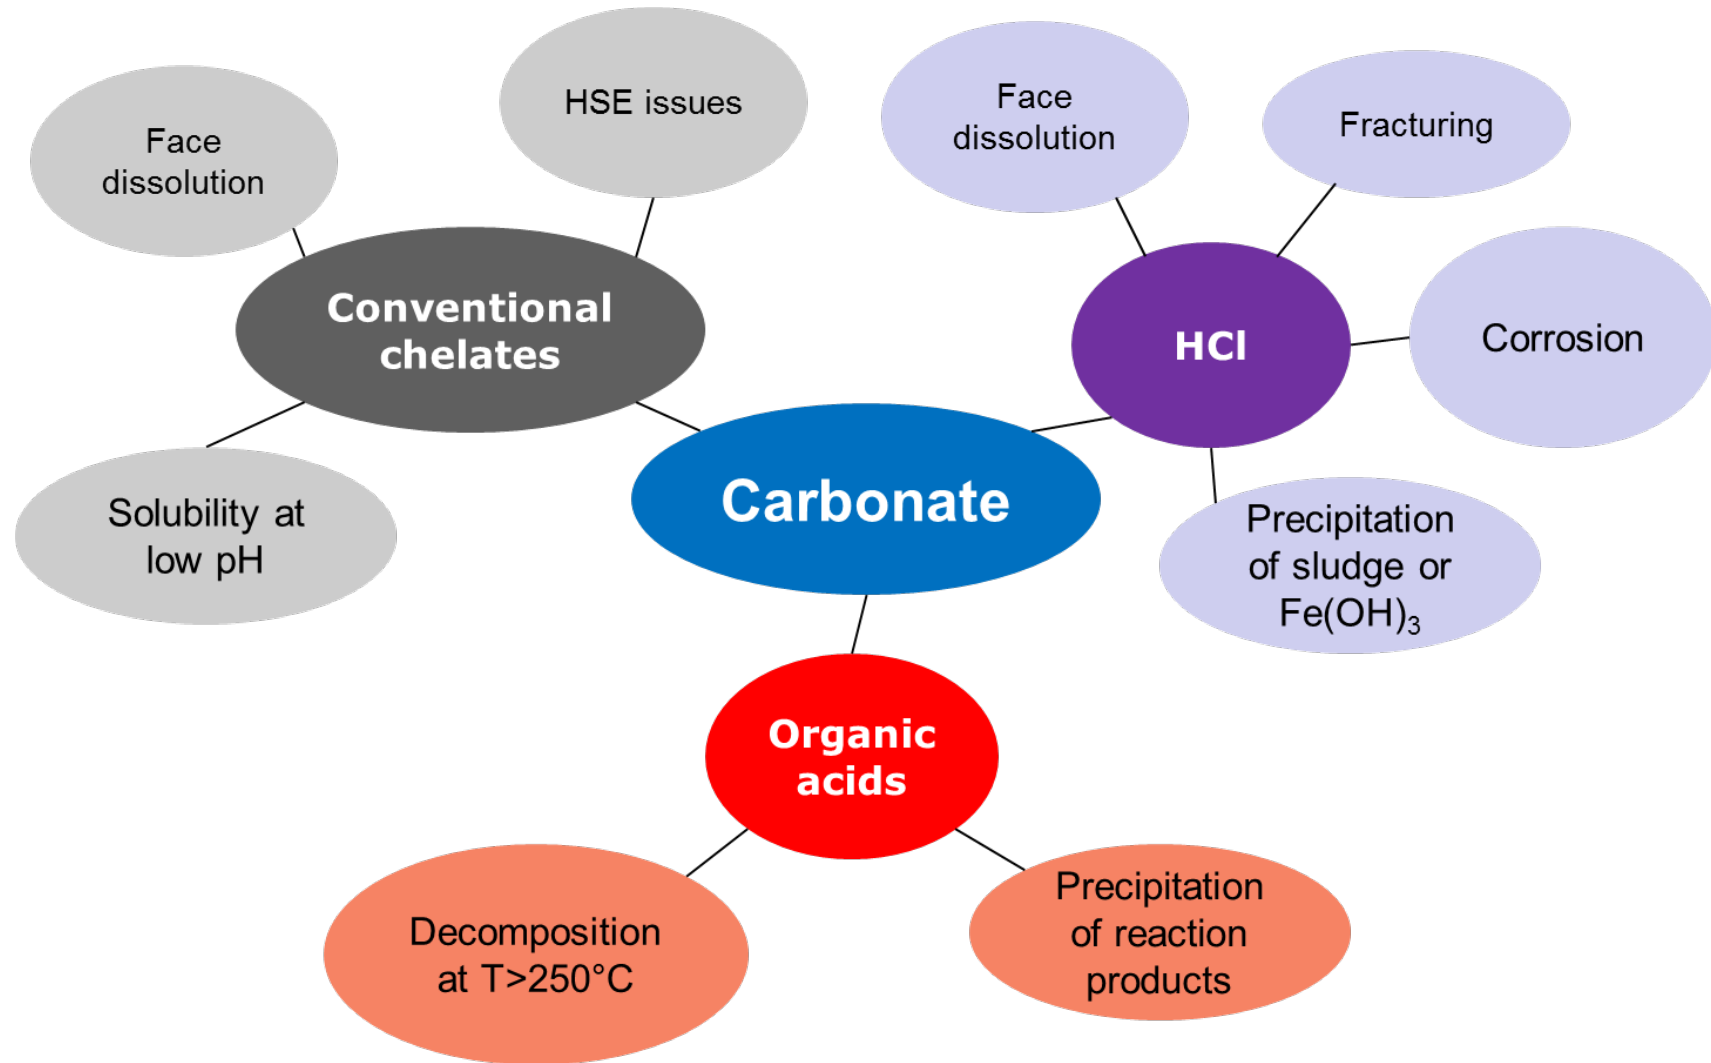 HSE issues
Face
dissolution
Conventional
chelates
Solubility at
low pH
Face
dissolution
Fracturing
HCl
Corrosion
Precipitation
of sludge or
Fe(OH)₃
Carbonate
Organic
acids
Decomposition
at T>250°C
Precipitation
of reaction
products